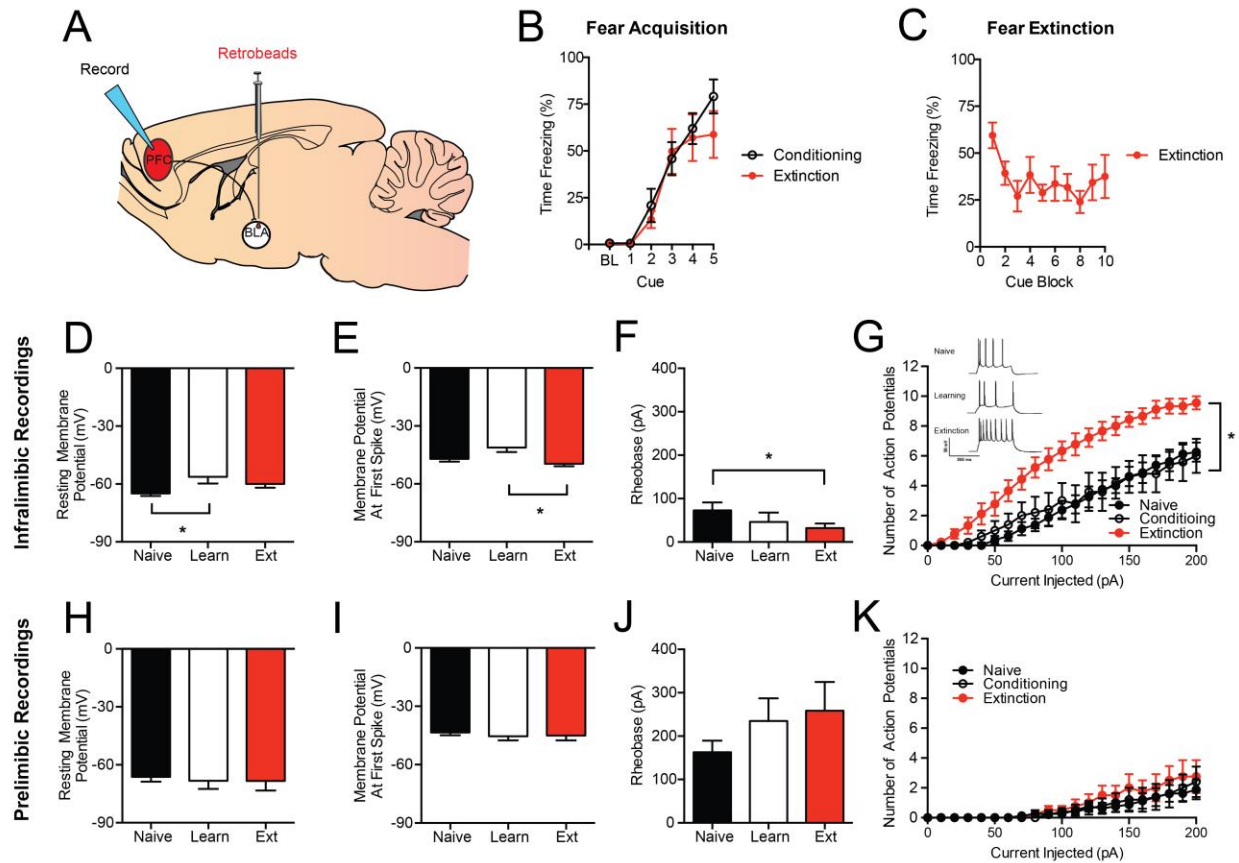 A
Retrobeads
Record
PFC
BLA
B
Fear Acquisition
Time Freezing (%)
100
75
50
25
0
BL 1 2 3 4 5
Cue
Conditioning
Extinction
C
Fear Extinction
Time Freezing (%)
100
75
50
25
0
0 2 4 6 8 10
Cue Block
Extinction
Infralimibic Recordings
D
Resting Membrane
Potential (mV)
0
-30
-60
-90
*
Naive Learn Ext
E
Membrane Potential
At First Spike (mV)
0
-30
-60
-90
*
Naive Learn Ext
F
Rheobase (pA)
400
300
200
100
0
*
Naive Learn Ext
G
Number of Action Potentials
12
10
8
6
4
2
0
Naive
Learning
Extinction
*
Naive
Conditioing
Extinction
0 50 100 150 200
Current Injected (pA)
Prelimibic Recordings
H
Resting Membrane
Potential (mV)
0
-30
-60
-90
Naive Learn Ext
I
Membrane Potential
At First Spike (mV)
0
-30
-60
-90
Naive Learn Ext
J
Rheobase (pA)
400
300
200
100
0
Naive Learn Ext
K
Number of Action Potentials
12
10
8
6
4
2
0
Naive
Conditioning
Extinction
0 50 100 150 200
Current Injected (pA)